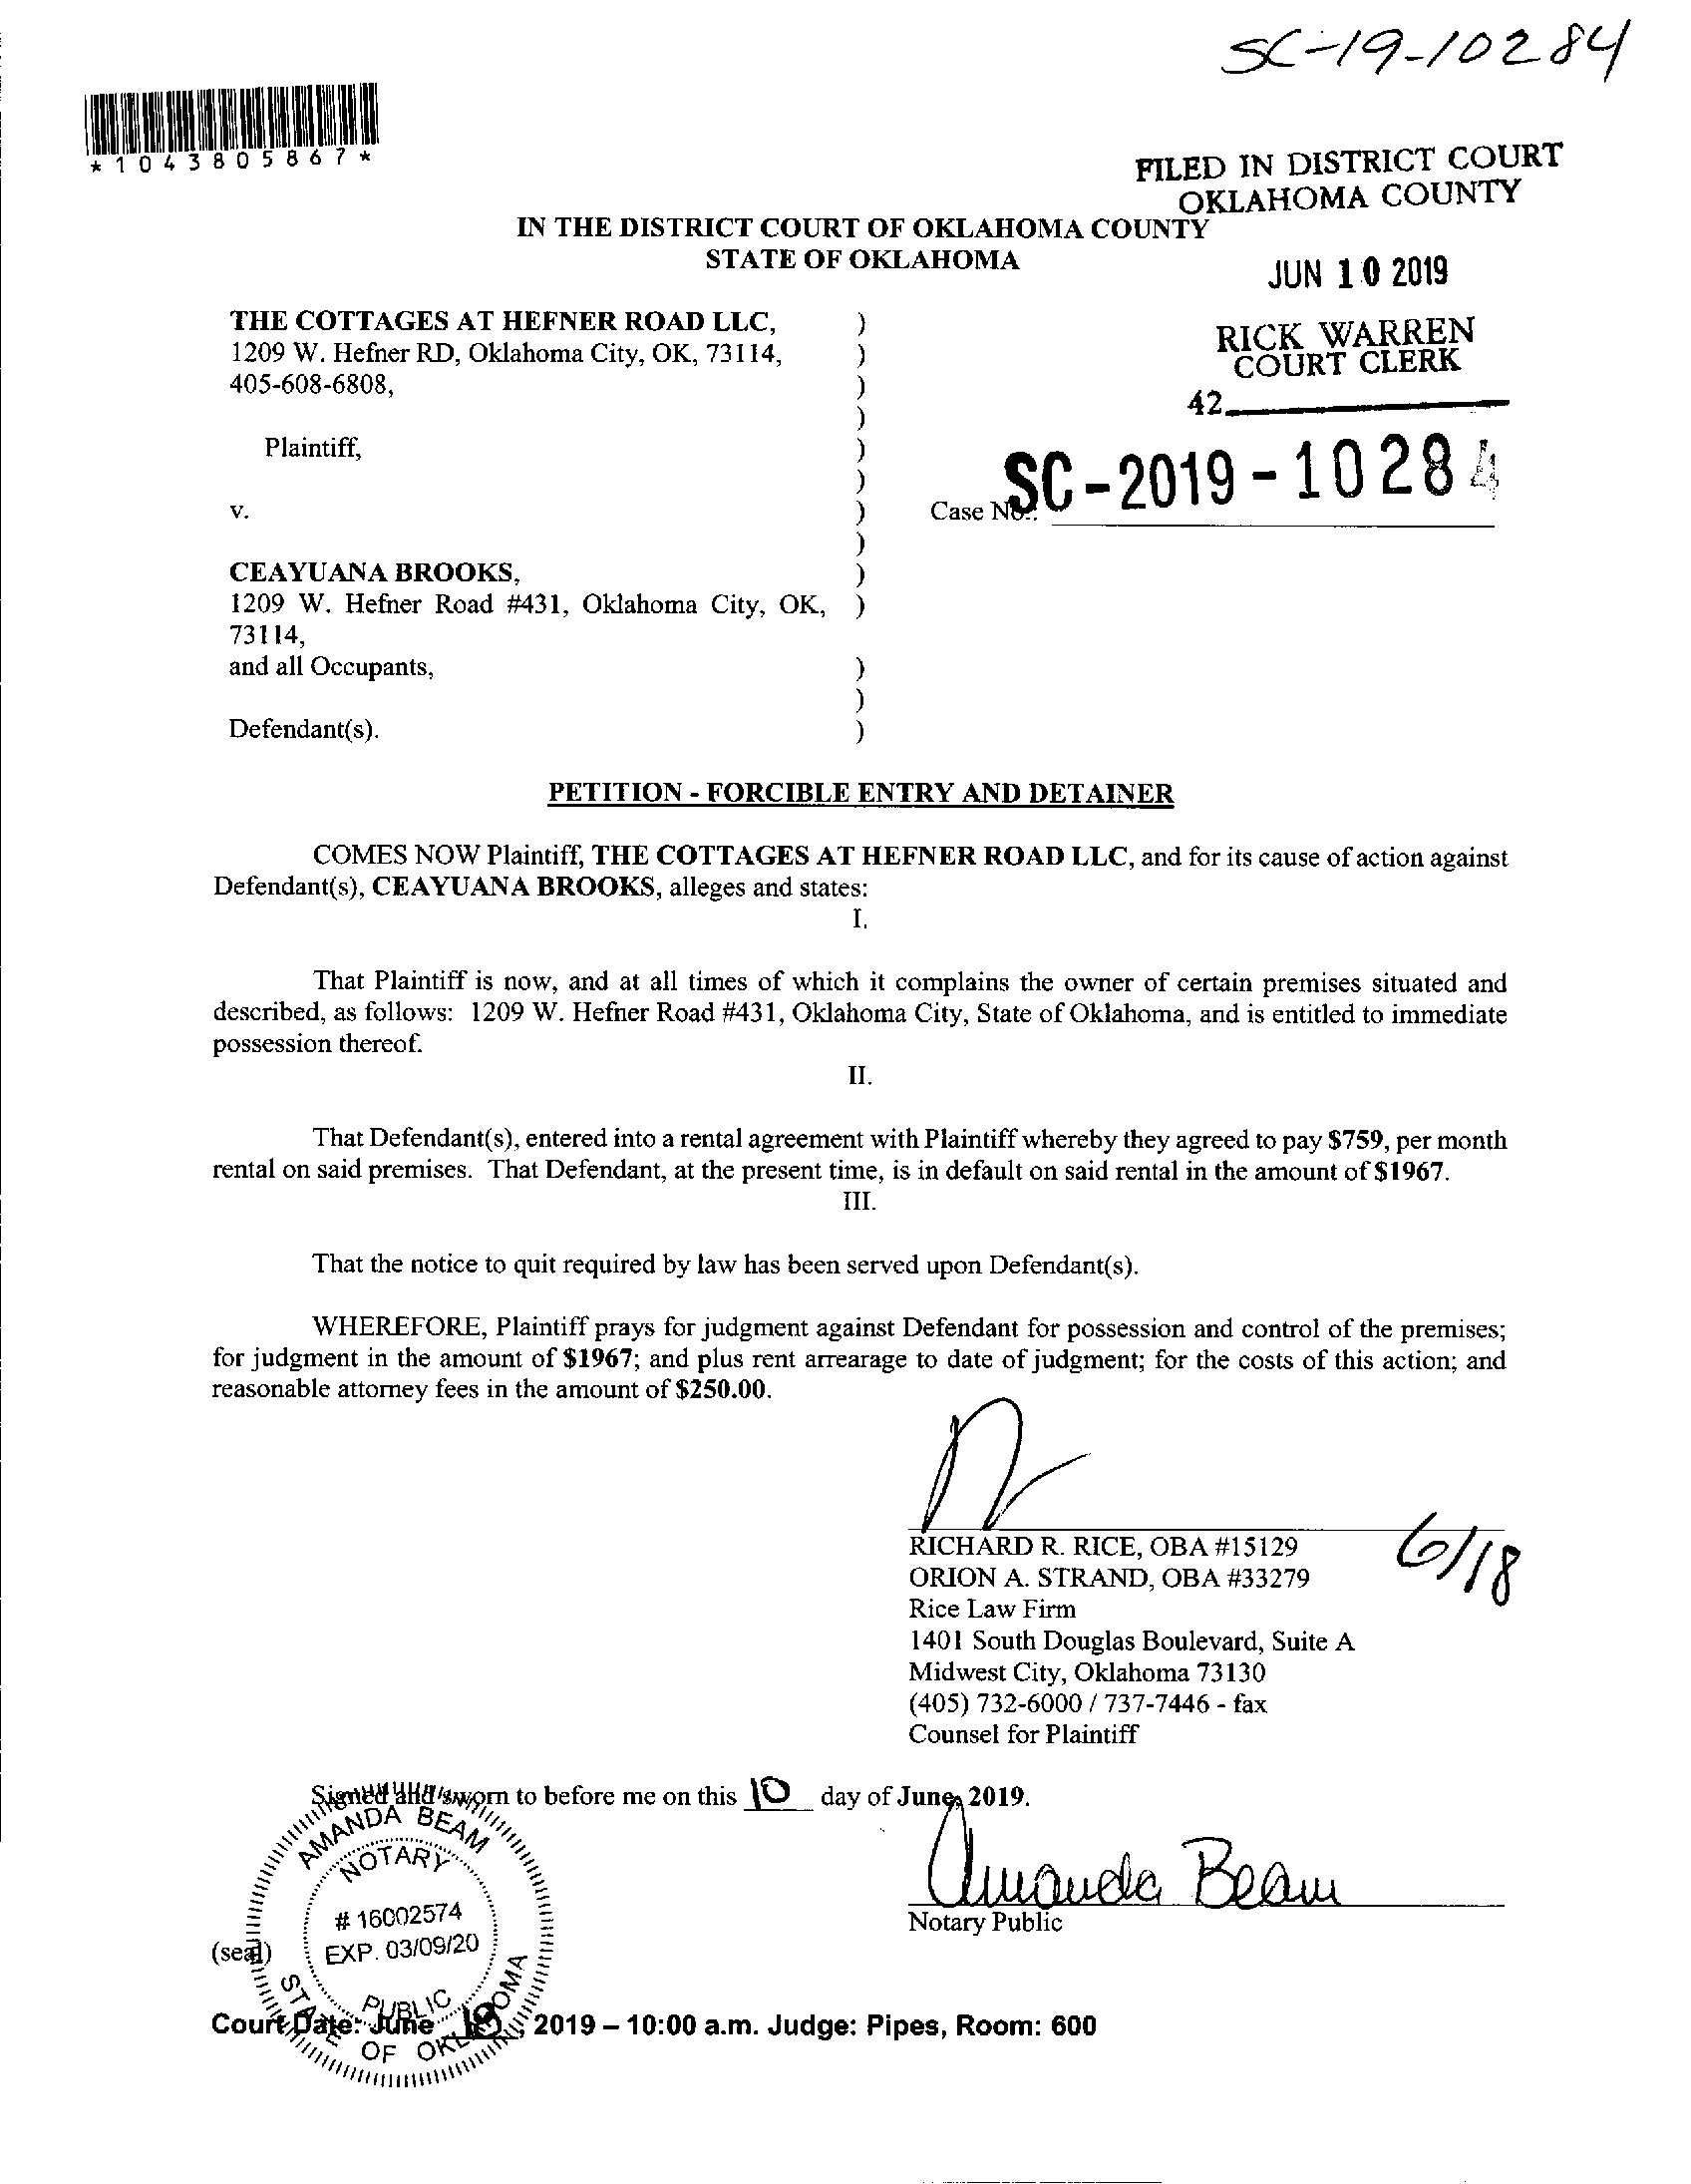 SC-19-10284
*1043805867*
FILED IN DISTRICT COURT
OKLAHOMA COUNTY
IN THE DISTRICT COURT OF OKLAHOMA COUNTY
STATE OF OKLAHOMA
JUN 10 2019
RICK WARREN
COURT CLERK
42
THE COTTAGES AT HEFNER ROAD LLC, )
1209 W. Hefner RD, Oklahoma City, OK, 73114, )
405-608-6808, )
)
Plaintiff, )
)
v. ) Case No.: SC-2019-10284
)
CEAYUANA BROOKS, )
1209 W. Hefner Road #431, Oklahoma City, OK, )
73114,
and all Occupants, )
)
Defendant(s). )
PETITION - FORCIBLE ENTRY AND DETAINER
COMES NOW Plaintiff, THE COTTAGES AT HEFNER ROAD LLC, and for its cause of action against
Defendant(s), CEAYUANA BROOKS, alleges and states:
I.
That Plaintiff is now, and at all times of which it complains the owner of certain premises situated and
described, as follows: 1209 W. Hefner Road #431, Oklahoma City, State of Oklahoma, and is entitled to immediate
possession thereof.
II.
That Defendant(s), entered into a rental agreement with Plaintiff whereby they agreed to pay $759, per month
rental on said premises. That Defendant, at the present time, is in default on said rental in the amount of $1967.
III.
That the notice to quit required by law has been served upon Defendant(s).
WHEREFORE, Plaintiff prays for judgment against Defendant for possession and control of the premises;
for judgment in the amount of $1967; and plus rent arrearage to date of judgment; for the costs of this action; and
reasonable attorney fees in the amount of $250.00.
RICHARD R. RICE, OBA #15129
6/18
ORION A. STRAND, OBA #33279
Rice Law Firm
1401 South Douglas Boulevard, Suite A
Midwest City, Oklahoma 73130
(405) 732-6000 / 737-7446 - fax
Counsel for Plaintiff
Signed and sworn to before me on this 10 day of June, 2019.
Amanda Beam
Notary Public
AMANDA BEAM
NOTARY
# 16002574
EXP. 03/09/20
PUBLIC
STATE OF OKLAHOMA
(seal)
Court Date: June 18, 2019 – 10:00 a.m. Judge: Pipes, Room: 600